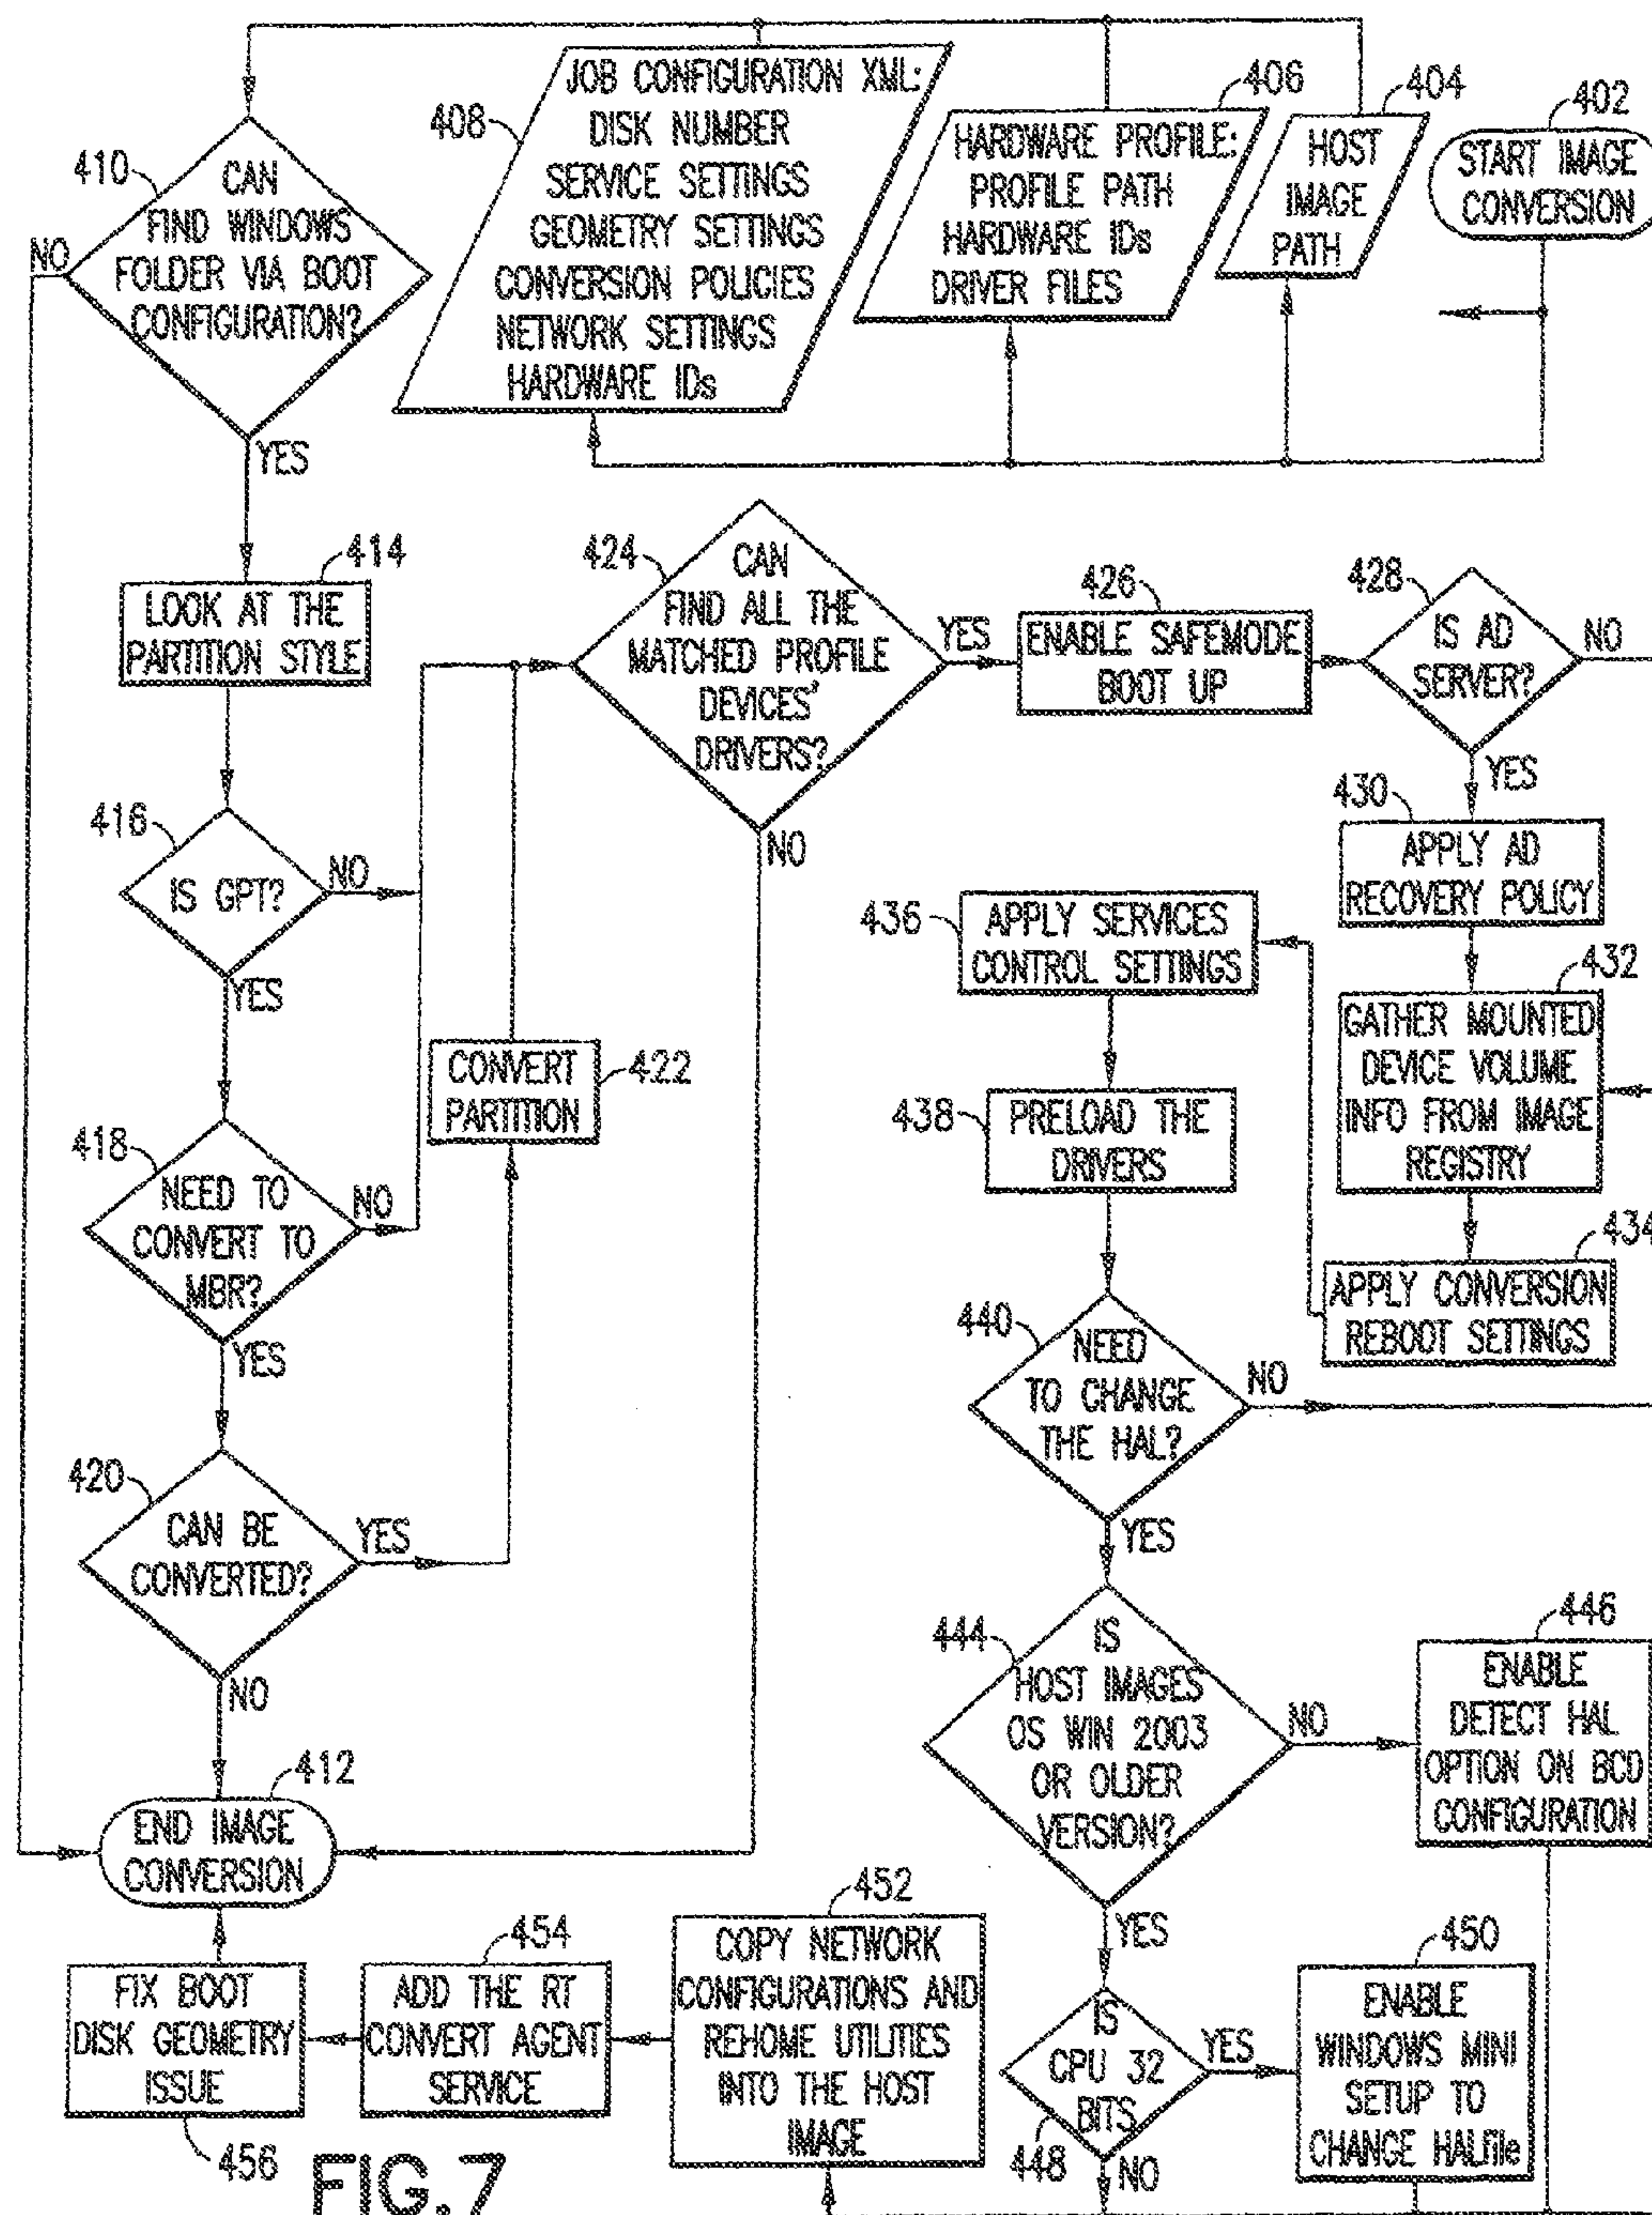 402
START IMAGE
CONVERSION
404
HOST
IMAGE
PATH
406
HARDWARE PROFILE:
PROFILE PATH
HARDWARE IDs
DRIVER FILES
408
JOB CONFIGURATION XML:
DISK NUMBER
SERVICE SETTINGS
GEOMETRY SETTINGS
CONVERSION POLICIES
NETWORK SETTINGS
HARDWARE IDs
410
CAN
FIND WINDOWS
FOLDER VIA BOOT
CONFIGURATION?
NO
YES
414
LOOK AT THE
PARTITION STYLE
416
IS GPT?
NO
YES
418
NEED TO
CONVERT TO
MBR?
NO
YES
420
CAN BE
CONVERTED?
YES
NO
422
CONVERT
PARTITION
412
END IMAGE
CONVERSION
424
CAN
FIND ALL THE
MATCHED PROFILE
DEVICES'
DRIVERS?
YES
NO
426
ENABLE SAFEMODE
BOOT UP
428
IS AD
SERVER?
NO
YES
430
APPLY AD
RECOVERY POLICY
432
GATHER MOUNTED
DEVICE VOLUME
INFO FROM IMAGE
REGISTRY
434
APPLY CONVERSION
REBOOT SETTINGS
436
APPLY SERVICES
CONTROL SETTINGS
438
PRELOAD THE
DRIVERS
440
NEED
TO CHANGE
THE HAL?
NO
YES
444
IS
HOST IMAGES
OS WIN 2003
OR OLDER
VERSION?
NO
YES
446
ENABLE
DETECT HAL
OPTION ON BCD
CONFIGURATION
448
IS
CPU 32
BITS
YES
NO
450
ENABLE
WINDOWS MINI
SETUP TO
CHANGE HALfile
452
COPY NETWORK
CONFIGURATIONS AND
REHOME UTILITIES
INTO THE HOST
IMAGE
454
ADD THE RT
CONVERT AGENT
SERVICE
456
FIX BOOT
DISK GEOMETRY
ISSUE
FIG.7